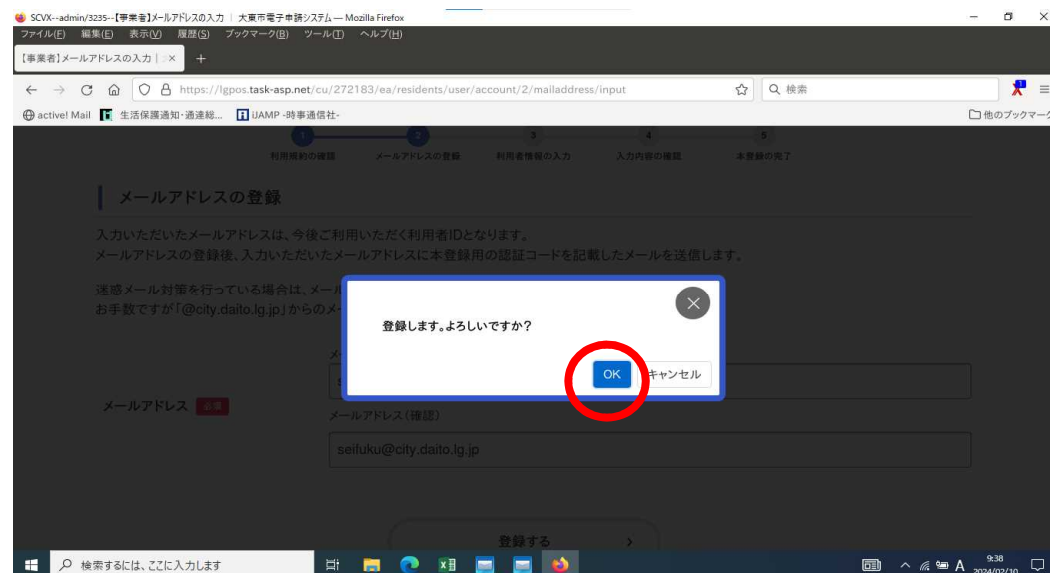 SCVX--admin/3235--【事業者】メールアドレスの入力 | 大東市電子申請システム — Mozilla Firefox
ファイル(F) 編集(E) 表示(V) 履歴(S) ブックマーク(B) ツール(T) ヘルプ(H)
【事業者】メールアドレスの入力 |
https://lgpos.task-asp.net/cu/272183/ea/residents/user/account/2/mailaddress/input
検索
active! Mail 生活保護通知・通達総... iJAMP -時事通信社- 他のブックマーク
1 2 3 4 5
利用規約の確認 メールアドレスの登録 利用者情報の入力 入力内容の確認 本登録の完了
メールアドレスの登録
入力いただいたメールアドレスは、今後ご利用いただく利用者IDとなります。
メールアドレスの登録後、入力いただいたメールアドレスに本登録用の認証コードを記載したメールを送信します。
迷惑メール対策を行っている場合は、メール
お手数ですが「@city.daito.lg.jp」からのメ
登録します。よろしいですか?
OK キャンセル
メールアドレス 必須
メールアドレス(確認)
seifuku@city.daito.lg.jp
登録する
検索するには、ここに入力します
A 9:38
2024/02/10